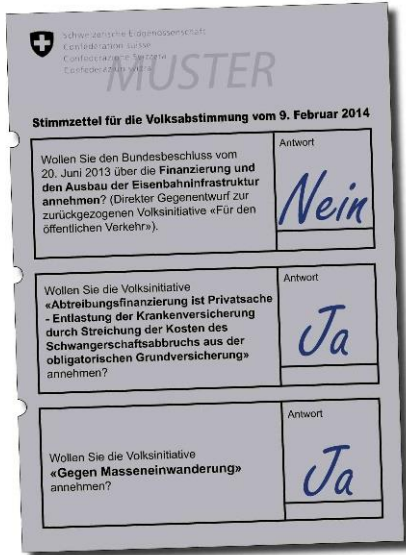 Schweizerische Eidgenossenschaft
Confédération suisse
Confederazione Svizzera
Confederaziun svizra
MUSTER
Stimmzettel für die Volksabstimmung vom 9. Februar 2014
Wollen Sie den Bundesbeschluss vom
20. Juni 2013 über die Finanzierung und
den Ausbau der Eisenbahninfrastruktur
annehmen? (Direkter Gegenentwurf zur
zurückgezogenen Volksinitiative «Für den
öffentlichen Verkehr»).
Antwort
Nein
Wollen Sie die Volksinitiative
«Abtreibungsfinanzierung ist Privatsache
- Entlastung der Krankenversicherung
durch Streichung der Kosten des
Schwangerschaftsabbruchs aus der
obligatorischen Grundversicherung»
annehmen?
Antwort
Ja
Wollen Sie die Volksinitiative
«Gegen Masseneinwanderung»
annehmen?
Antwort
Ja